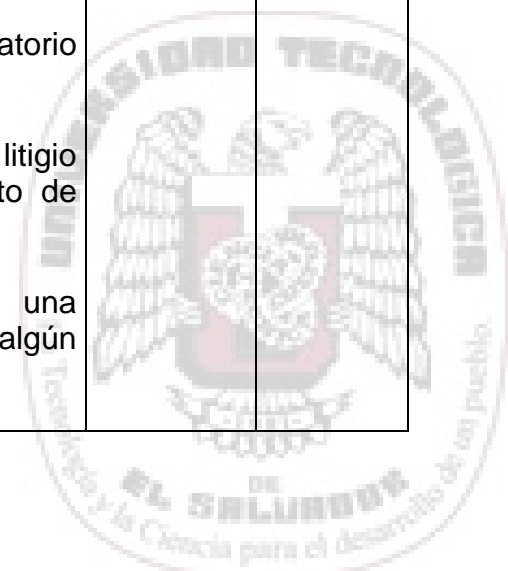 atorio
litigio
to de
una
algún
UNIVERSIDAD TECNOLOGICA
DE
EL SALVADOR
la Tecnología y la Ciencia para el desarrollo de un pueblo.